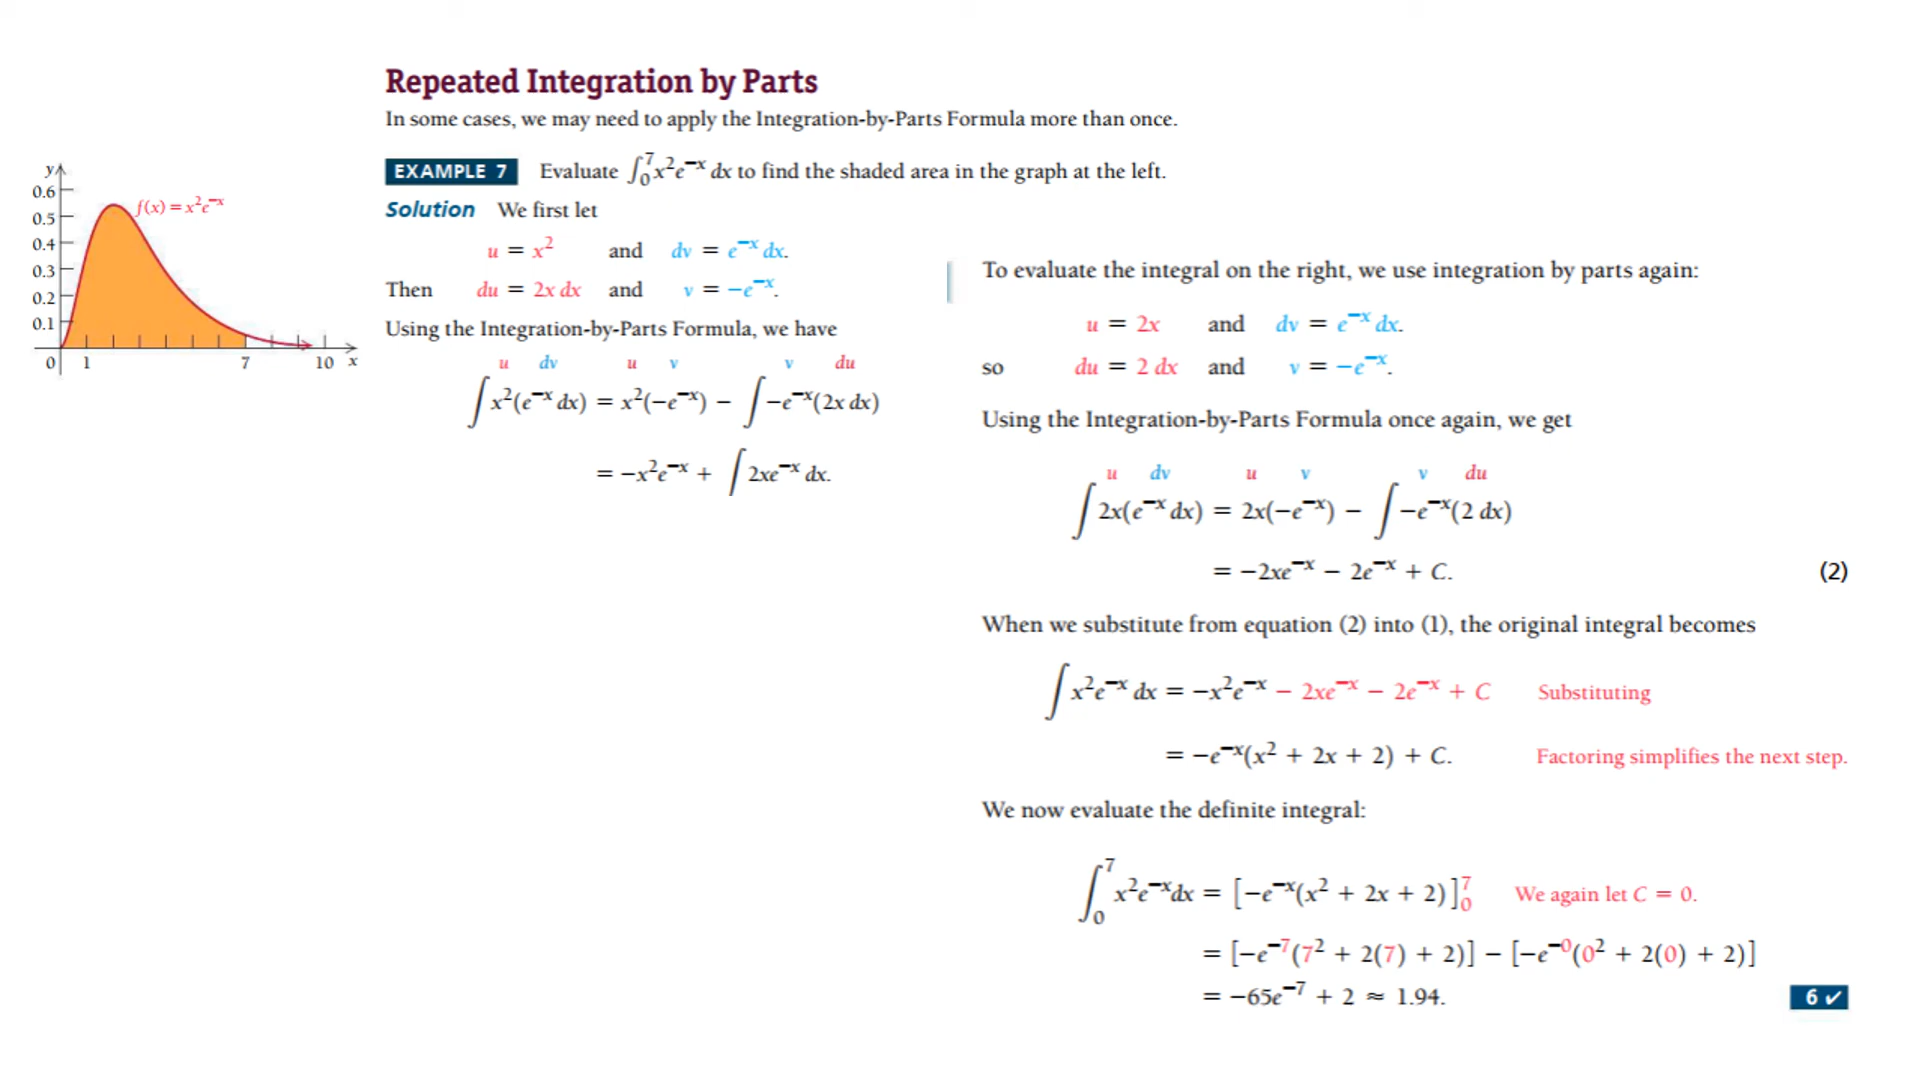 Repeated Integration by Parts
In some cases, we may need to apply the Integration-by-Parts Formula more than once.
EXAMPLE 7 Evaluate ∫₀⁷ x²e⁻ˣ dx to find the shaded area in the graph at the left.
y
0.6
0.5
0.4
0.3
0.2
0.1
0 1 7 10 x
f(x) = x²e⁻ˣ
Solution We first let
u = x² and dv = e⁻ˣ dx.
Then du = 2x dx and v = −e⁻ˣ.
Using the Integration-by-Parts Formula, we have
u dv u v v du
∫ x²(e⁻ˣ dx) = x²(−e⁻ˣ) − ∫ −e⁻ˣ(2x dx)
= −x²e⁻ˣ + ∫ 2xe⁻ˣ dx.
To evaluate the integral on the right, we use integration by parts again:
u = 2x and dv = e⁻ˣ dx.
so du = 2 dx and v = −e⁻ˣ.
Using the Integration-by-Parts Formula once again, we get
u dv u v v du
∫ 2x(e⁻ˣ dx) = 2x(−e⁻ˣ) − ∫ −e⁻ˣ(2 dx)
= −2xe⁻ˣ − 2e⁻ˣ + C. (2)
When we substitute from equation (2) into (1), the original integral becomes
∫ x²e⁻ˣ dx = −x²e⁻ˣ − 2xe⁻ˣ − 2e⁻ˣ + C Substituting
= −e⁻ˣ(x² + 2x + 2) + C. Factoring simplifies the next step.
We now evaluate the definite integral:
∫₀⁷ x²e⁻ˣdx = [−e⁻ˣ(x² + 2x + 2)]₀⁷ We again let C = 0.
= [−e⁻⁷(7² + 2(7) + 2)] − [−e⁻⁰(0² + 2(0) + 2)]
= −65e⁻⁷ + 2 ≈ 1.94.
6 ✓